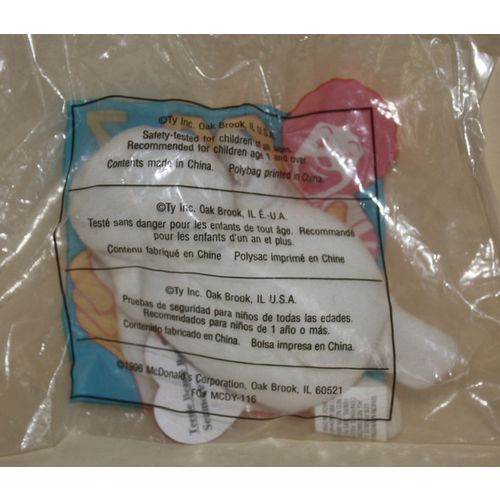 ©Ty Inc. Oak Brook, IL U.S.A.
Safety-tested for children of all ages.
Recommended for children age 1 and over.
Contents made in China. Polybag printed in China.
©Ty Inc. Oak Brook, IL É.-U.A.
Testé sans danger pour les enfants de tout âge. Recommandé
pour les enfants d'un an et plus.
Contenu fabriqué en Chine Polysac imprimé en Chine
©Ty Inc. Oak Brook, IL U.S.A.
Pruebas de seguridad para niños de todas las edades.
Recomendados para niños de 1 año o más.
Contenido fabricado en China. Bolsa impresa en China.
©1996 McDonald's Corporation, Oak Brook, IL 60521
MCDY-116